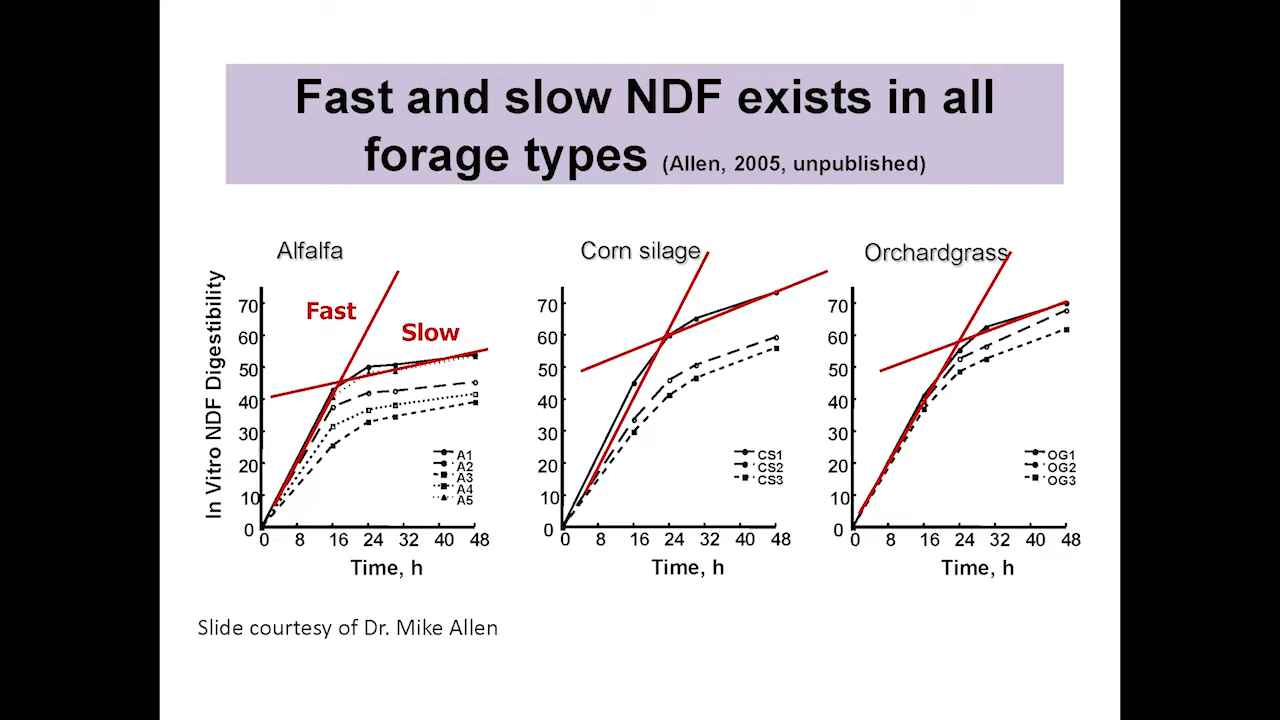 Fast and slow NDF exists in all
forage types (Allen, 2005, unpublished)
Alfalfa
Corn silage
Orchardgrass
In Vitro NDF Digestibility
70
60
50
40
30
20
10
0
0 8 16 24 32 40 48
Time, h
Fast
Slow
A1
A2
A3
A4
A5
70
60
50
40
30
20
10
0
0 8 16 24 32 40 48
Time, h
CS1
CS2
CS3
70
60
50
40
30
20
10
0
0 8 16 24 32 40 48
Time, h
OG1
OG2
OG3
Slide courtesy of Dr. Mike Allen